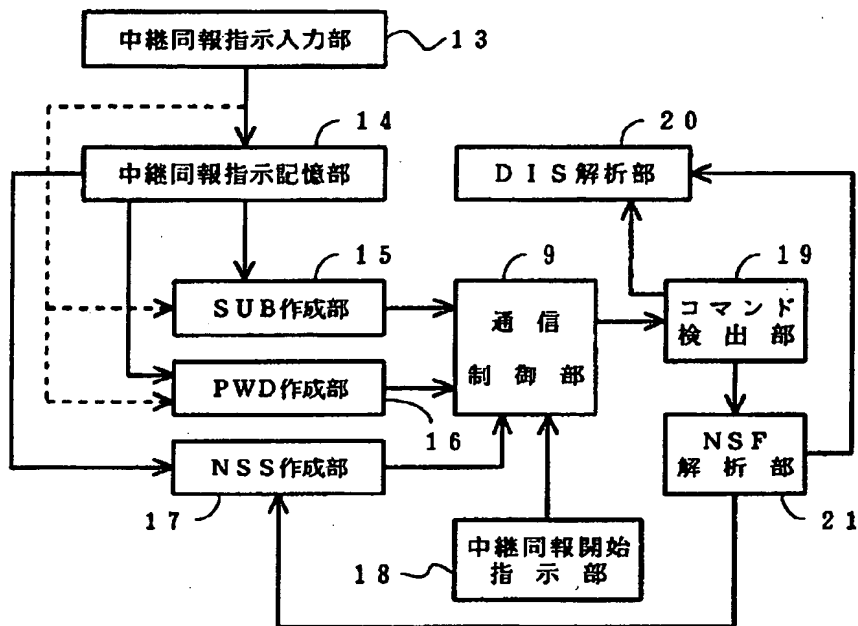 中継同報指示入力部
13
14
中継同報指示記憶部
20
DIS解析部
15
SUB作成部
9
通信
制御部
19
コマンド
検出部
PWD作成部
16
NSS作成部
17
NSF
解析部
21
中継同報開始
指示部
18